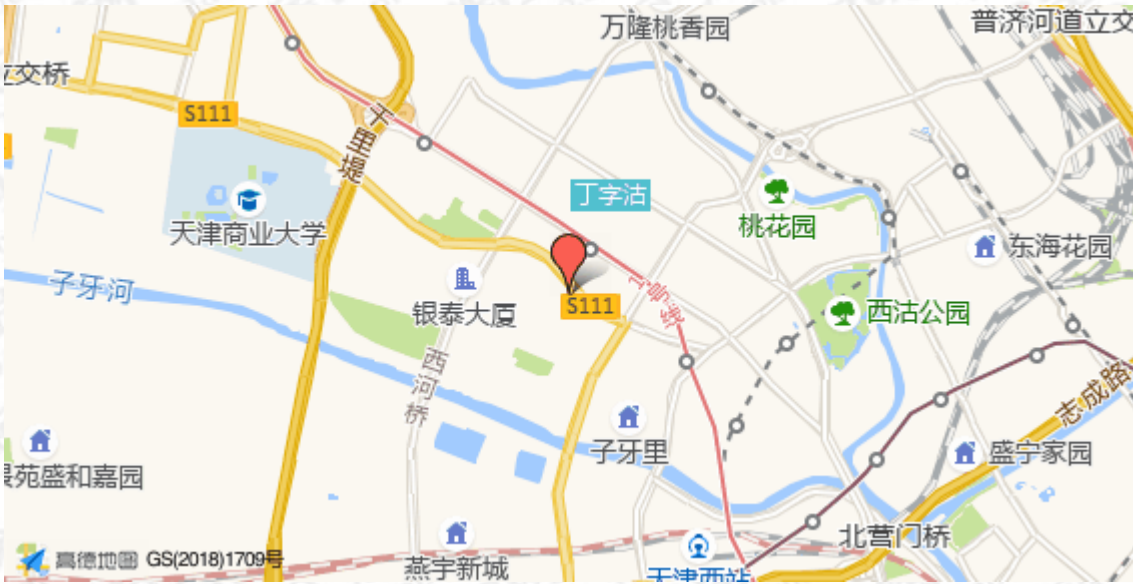 万隆桃香园
普济河道立交
立交桥
S111
千里堤
丁字沽
桃花园
天津商业大学
东海花园
子牙河
银泰大厦
S111
1号线
西沽公园
西河桥
志成路
子牙里
盛宁家园
景苑盛和嘉园
北营门桥
燕宇新城
天津西站
高德地图 GS(2018)1709号